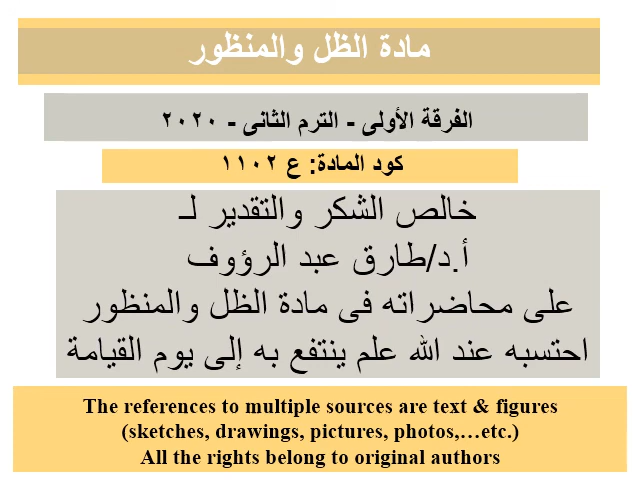 مادة الظل والمنظور
الفرقة الأولى - الترم الثانى - ٢٠٢٠
كود المادة: ع ١١٠٢
خالص الشكر والتقدير لـ
أ.د/طارق عبد الرؤوف
على محاضراته فى مادة الظل والمنظور
احتسبه عند الله علم ينتفع به إلى يوم القيامة
The references to multiple sources are text & figures
(sketches, drawings, pictures, photos,…etc.)
All the rights belong to original authors